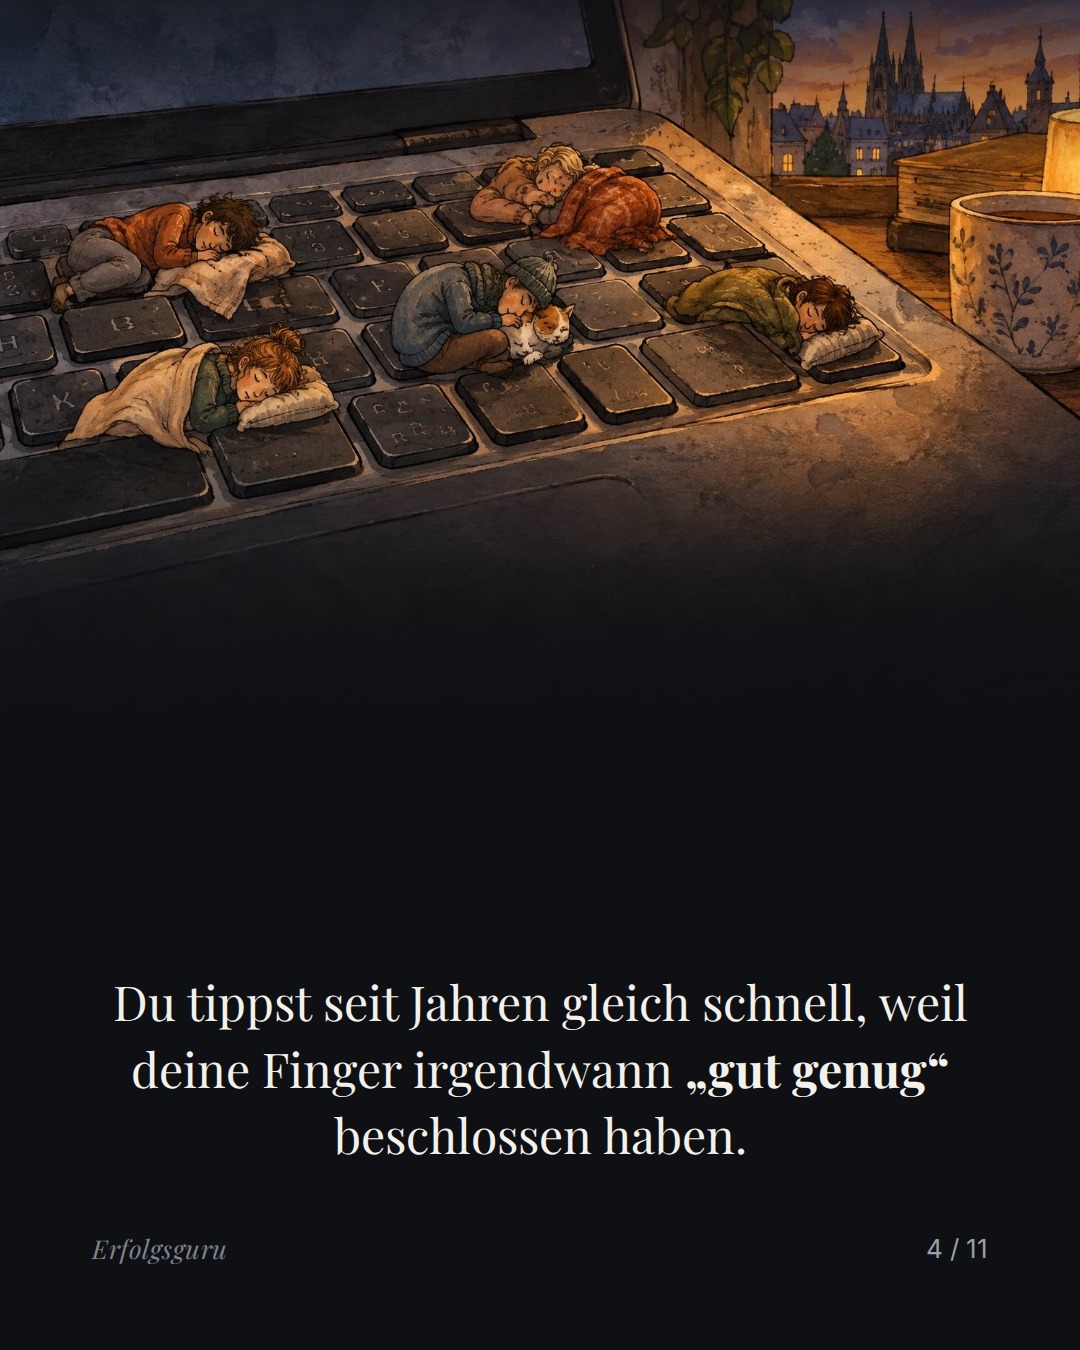 B
K
H
Du tippst seit Jahren gleich schnell, weil
deine Finger irgendwann „gut genug“
beschlossen haben.
Erfolgsguru
4 / 11